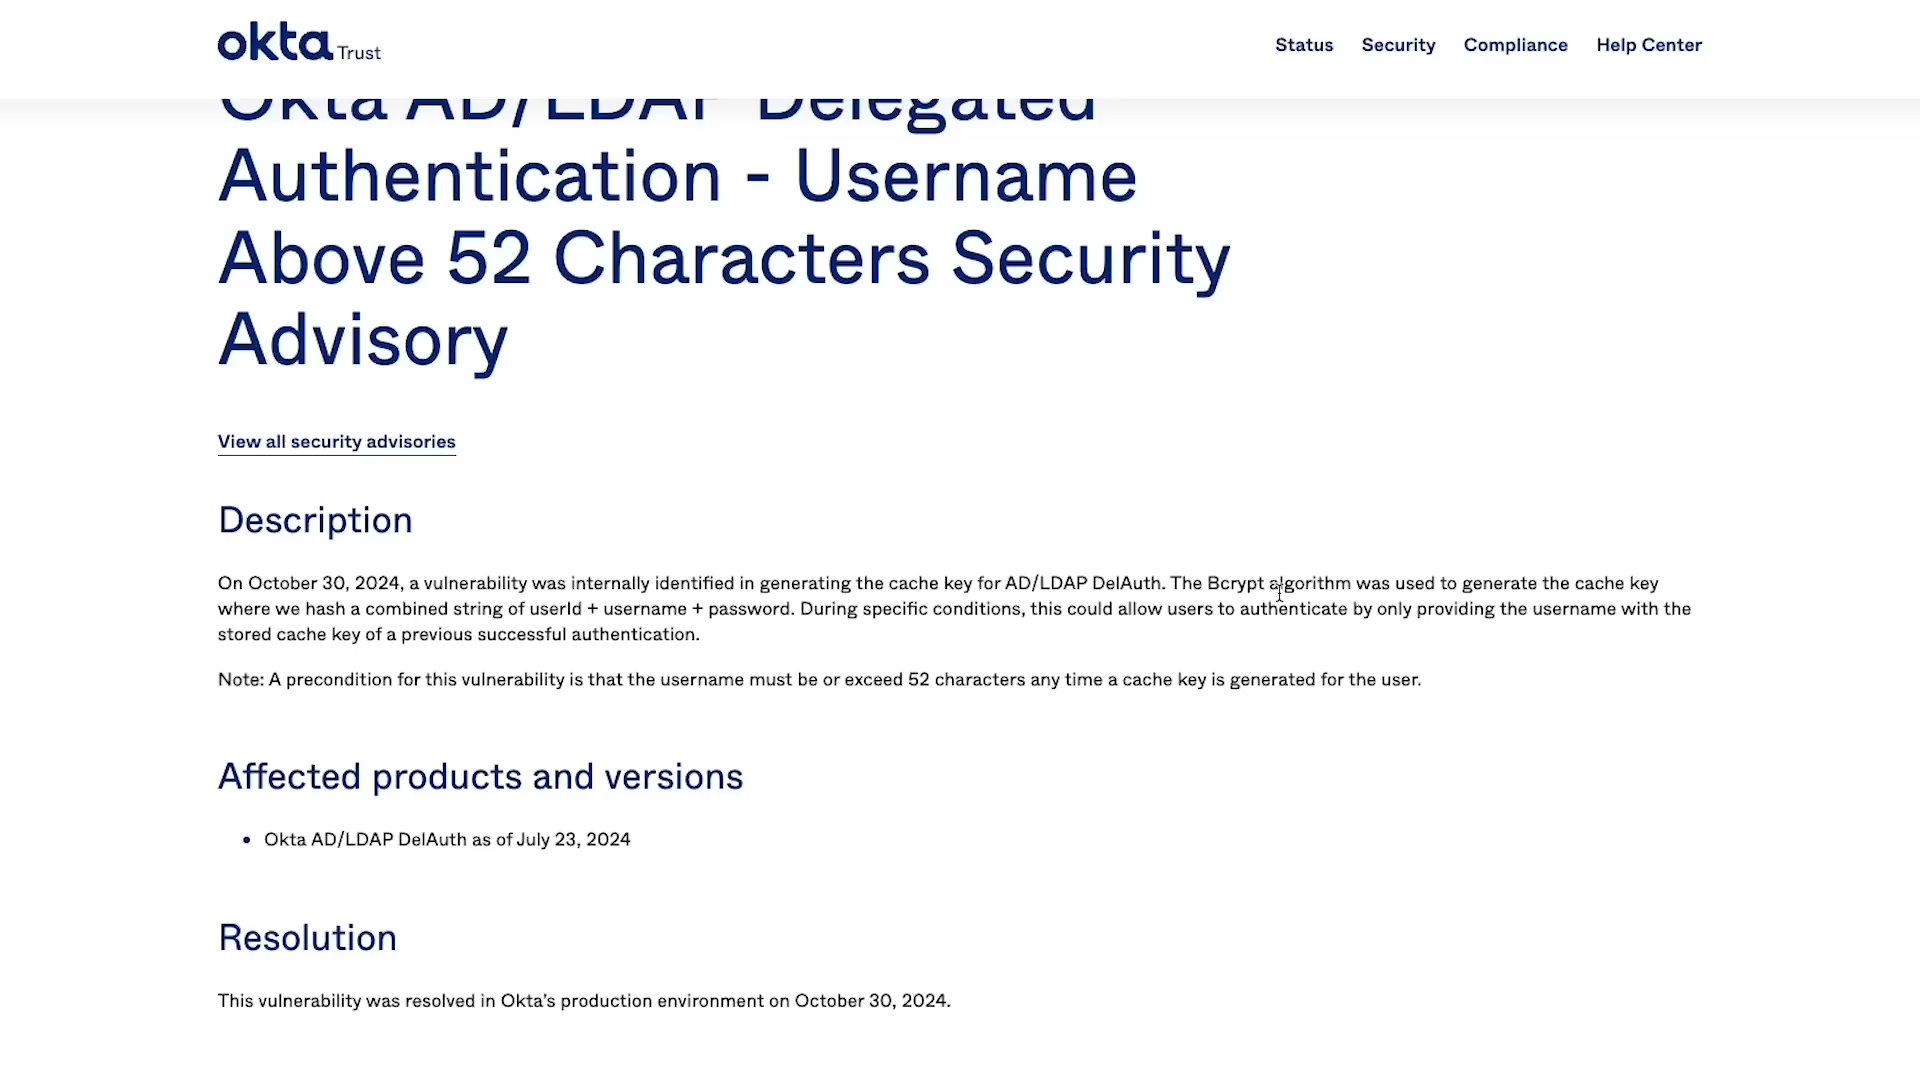 okta Trust
Status Security Compliance Help Center
Okta AD/LDAP Delegated
Authentication - Username
Above 52 Characters Security
Advisory
View all security advisories
Description
On October 30, 2024, a vulnerability was internally identified in generating the cache key for AD/LDAP DelAuth. The Bcrypt algorithm was used to generate the cache key
where we hash a combined string of userId + username + password. During specific conditions, this could allow users to authenticate by only providing the username with the
stored cache key of a previous successful authentication.
Note: A precondition for this vulnerability is that the username must be or exceed 52 characters any time a cache key is generated for the user.
Affected products and versions
• Okta AD/LDAP DelAuth as of July 23, 2024
Resolution
This vulnerability was resolved in Okta’s production environment on October 30, 2024.